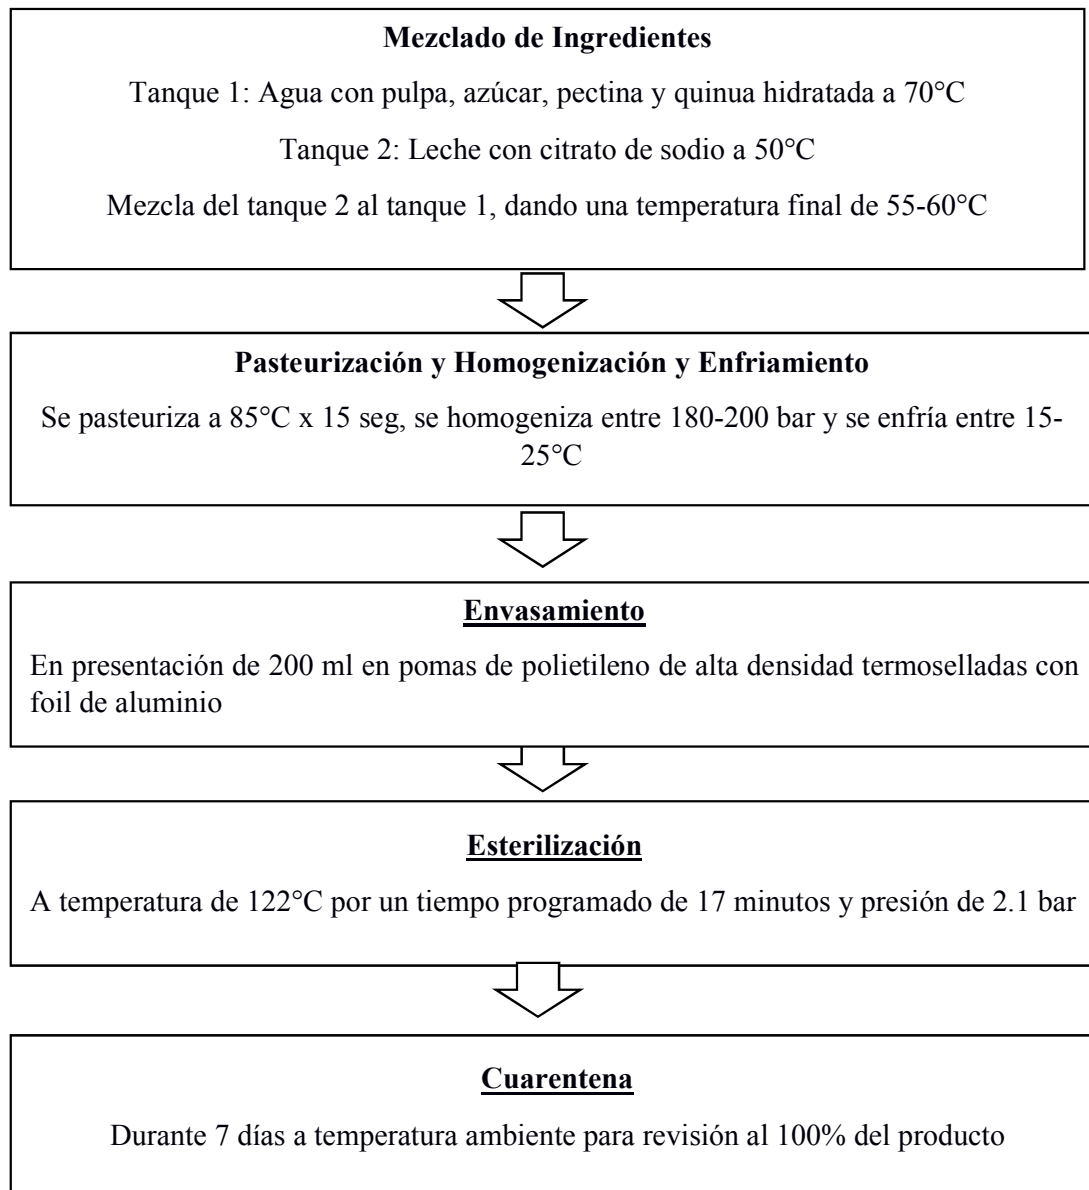 Mezclado de Ingredientes
Tanque 1: Agua con pulpa, azúcar, pectina y quinua hidratada a 70°C
Tanque 2: Leche con citrato de sodio a 50°C
Mezcla del tanque 2 al tanque 1, dando una temperatura final de 55-60°C
Pasteurización y Homogenización y Enfriamiento
Se pasteuriza a 85°C x 15 seg, se homogeniza entre 180-200 bar y se enfría entre 15-
25°C
Envasamiento
En presentación de 200 ml en pomas de polietileno de alta densidad termoselladas con
foil de aluminio
Esterilización
A temperatura de 122°C por un tiempo programado de 17 minutos y presión de 2.1 bar
Cuarentena
Durante 7 días a temperatura ambiente para revisión al 100% del producto